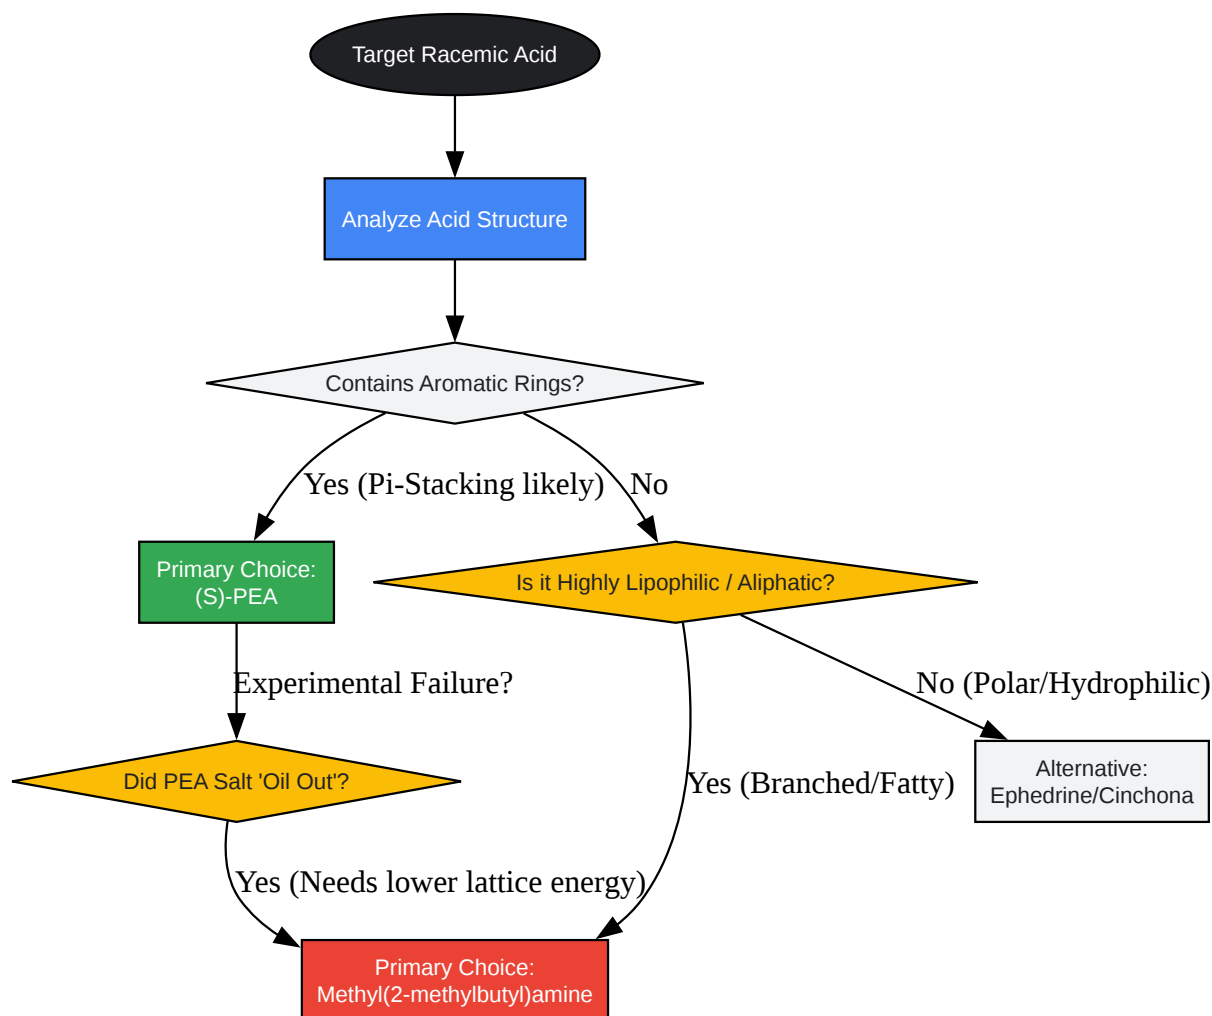 Target Racemic Acid
Analyze Acid Structure
Contains Aromatic Rings?
Yes (Pi-Stacking likely)
No
Primary Choice:
(S)-PEA
Is it Highly Lipophilic / Aliphatic?
Experimental Failure?
No (Polar/Hydrophilic)
Did PEA Salt 'Oil Out'?
Yes (Branched/Fatty)
Alternative:
Ephedrine/Cinchona
Yes (Needs lower lattice energy)
Primary Choice:
Methyl(2-methylbutyl)amine